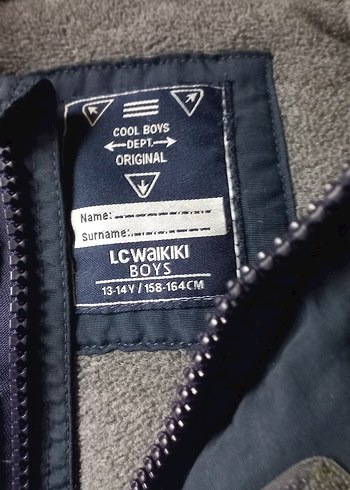 COOL BOYS
DEPT.
ORIGINAL
Name:
Surname:
LCWAIKIKI
BOYS
13-14Y / 158-164CM